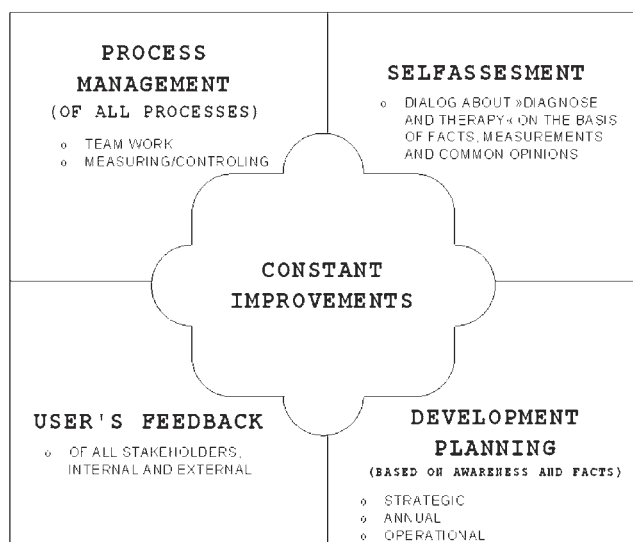 PROCESS
MANAGEMENT
(OF ALL PROCESSES)
o TEAM WORK
o MEASURING/CONTROLING
SELFASSESMENT
o DIALOG ABOUT »DIAGNOSE
AND THERAPY« ON THE BASIS
OF FACTS, MEASUREMENTS
AND COMMON OPINIONS
CONSTANT
IMPROVEMENTS
USER'S FEEDBACK
o OF ALL STAKEHOLDERS,
INTERNAL AND EXTERNAL
DEVELOPMENT
PLANNING
(BASED ON AWARENESS AND FACTS)
o STRATEGIC
o ANNUAL
o OPERATIONAL